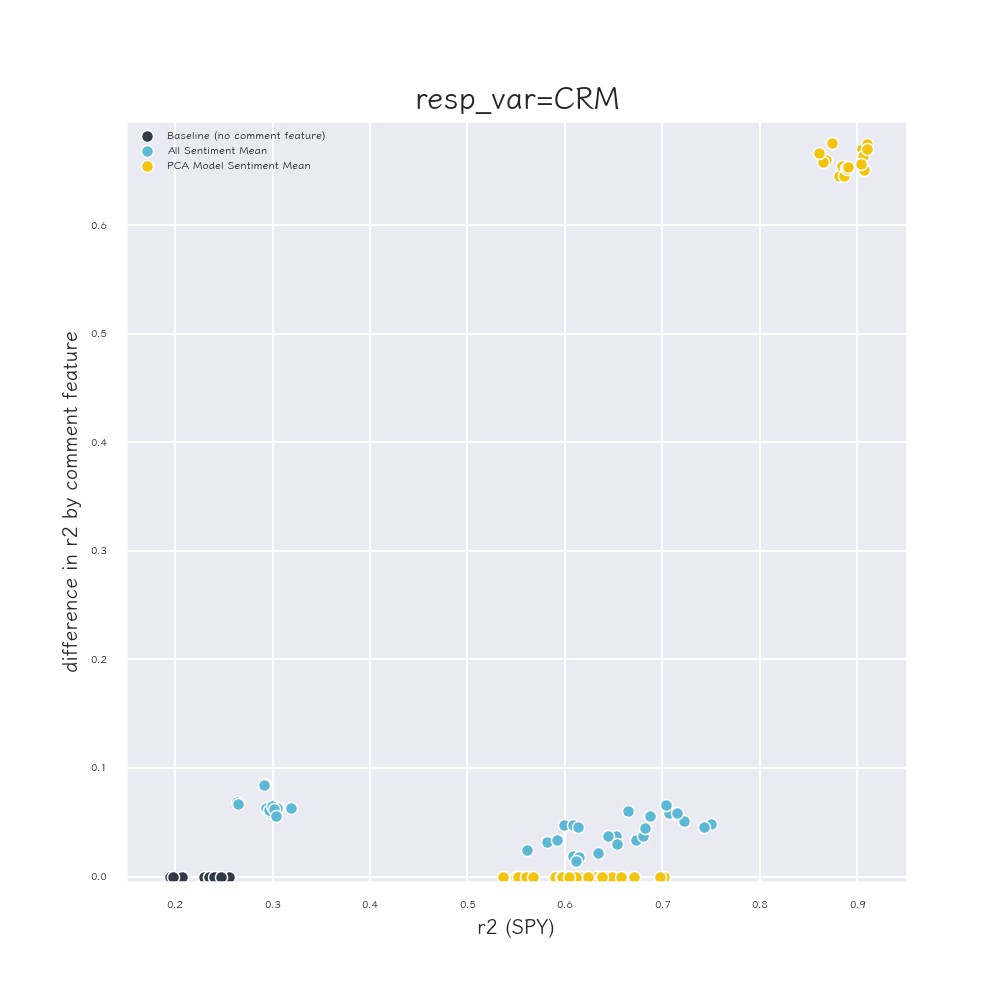 resp_var=CRM
Baseline (no comment feature)
All Sentiment Mean
PCA Model Sentiment Mean
difference in r2 by comment feature
0.6
0.5
0.4
0.3
0.2
0.1
0.0
0.2 0.3 0.4 0.5 0.6 0.7 0.8 0.9
r2 (SPY)